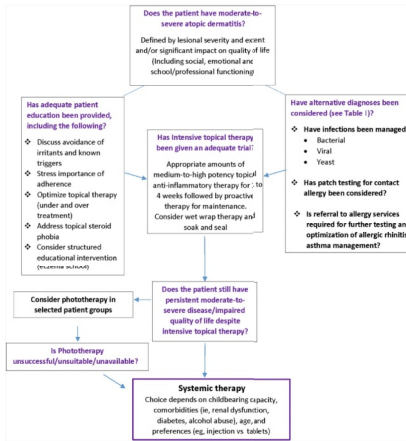 Does the patient have moderate-to-
severe atopic dermatitis?
Defined by lesional severity and extent
and/or significant impact on quality of life
(Including social, emotional and
school/professional functioning)
Has adequate patient
education been provided,
including the following?
❖ Discuss avoidance of
irritants and known
triggers
❖ Stress importance of
adherence
❖ Optimize topical therapy
(under and over
treatment)
❖ Address topical steroid
phobia
❖ Consider structured
educational intervention
(eczema school)
Has Intensive topical therapy
been given an adequate trial?
Appropriate amounts of
medium-to-high potency topical
anti-inflammatory therapy for 2 to
4 weeks followed by proactive
therapy for maintenance.
Consider wet wrap therapy and
soak and seal
Have alternative diagnoses been
considered (see Table I)?
❖ Have infections been managed
• Bacterial
• Viral
• Yeast
❖ Has patch testing for contact
allergy been considered?
❖ Is referral to allergy services
required for further testing an
optimization of allergic rhinitis
asthma management?
Consider phototherapy in
selected patient groups
Does the patient still have
persistent moderate-to-
severe disease/impaired
quality of life despite
intensive topical therapy?
Is Phototherapy
unsuccessful/unsuitable/unavailable?
Systemic therapy
Choice depends on childbearing capacity,
comorbidities (ie, renal dysfunction,
diabetes, alcohol abuse), age, and
preferences (eg, injection vs tablets)